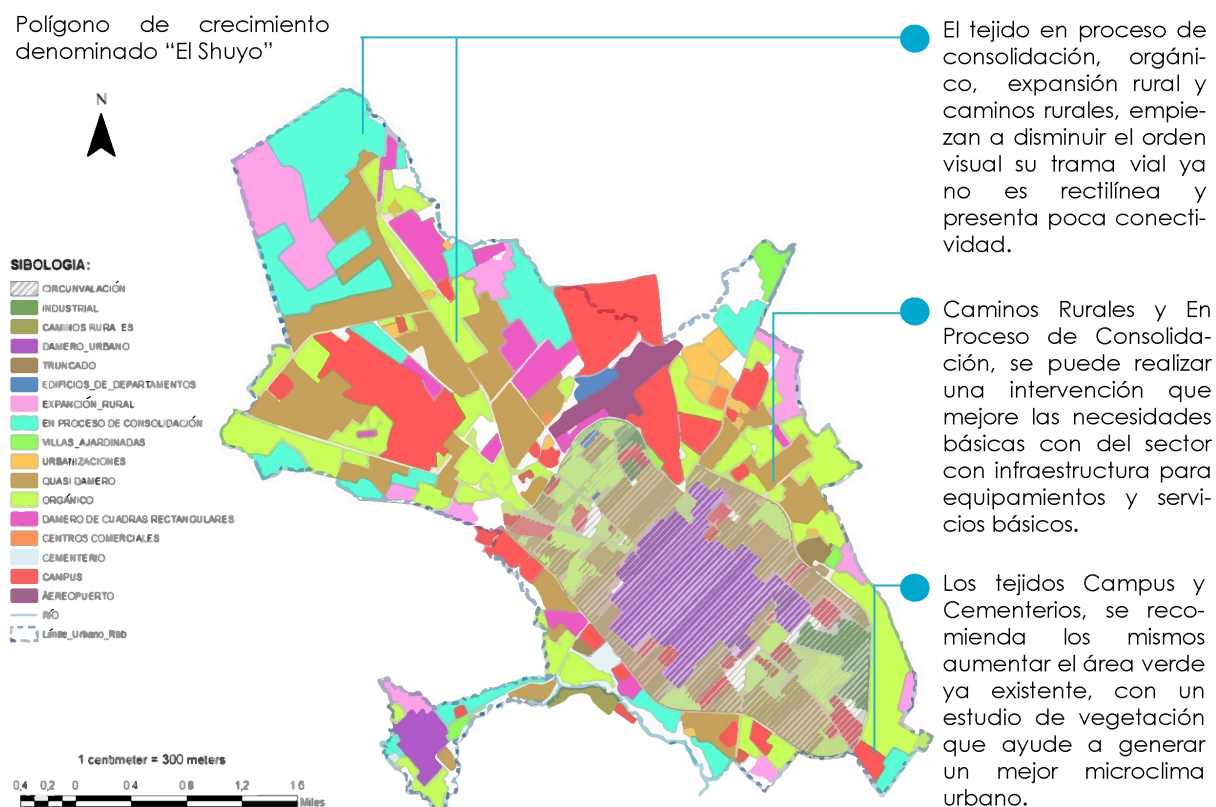 Polígono de crecimiento
denominado “El Shuyo”
N
SIBOLOGIA:
CIRCUNVALACIÓN
INDUSTRIAL
CAMINOS RURA ES
DAMERO_URBANO
TRUNCADO
EDIFICIOS_DE_DEPARTAMENTOS
EXPANCIÓN_RURAL
EN PROCESO DE CONSOLIDACIÓN
VILLAS_AJARDINADAS
URBANIZACIONES
QUASI DAMERO
ORGÁNICO
DAMERO DE CUADRAS RECTANGULARES
CENTROS COMERCIALES
CEMENTERIO
CAMPUS
AEREOPUERTO
RÍO
Límite_Urbano_Rbb
1 centimeter = 300 meters
0,4 0,2 0 0 4 0 8 1 2 1 6
Miles
El tejido en proceso de
consolidación, orgáni-
co, expansión rural y
caminos rurales, empie-
zan a disminuir el orden
visual su trama vial ya
no es rectilínea y
presenta poca conecti-
vidad.
Caminos Rurales y En
Proceso de Consolida-
ción, se puede realizar
una intervención que
mejore las necesidades
básicas con del sector
con infraestructura para
equipamientos y servi-
cios básicos.
Los tejidos Campus y
Cementerios, se reco-
mienda los mismos
aumentar el área verde
ya existente, con un
estudio de vegetación
que ayude a generar
un mejor microclima
urbano.